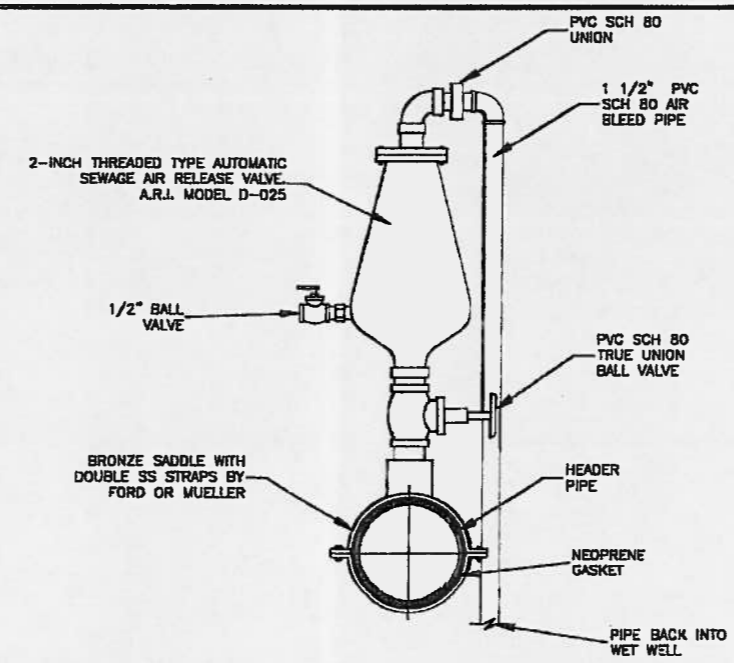 PVC SCH 80
UNION
1 1/2" PVC
SCH 80 AIR
BLEED PIPE
2-INCH THREADED TYPE AUTOMATIC
SEWAGE AIR RELEASE VALVE.
A.R.I. MODEL D-025
1/2" BALL
VALVE
PVC SCH 80
TRUE UNION
BALL VALVE
BRONZE SADDLE WITH
DOUBLE SS STRAPS BY
FORD OR MUELLER
HEADER
PIPE
NEOPRENE
GASKET
PIPE BACK INTO
WET WELL